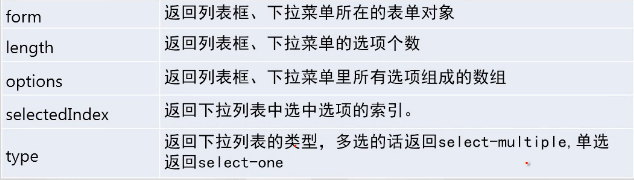 form 返回列表框、下拉菜单所在的表单对象
length 返回列表框、下拉菜单的选项个数
options 返回列表框、下拉菜单里所有选项组成的数组
selectedIndex 返回下拉列表中选中选项的索引。
type 返回下拉列表的类型，多选的话返回select-multiple,单选
返回select-one